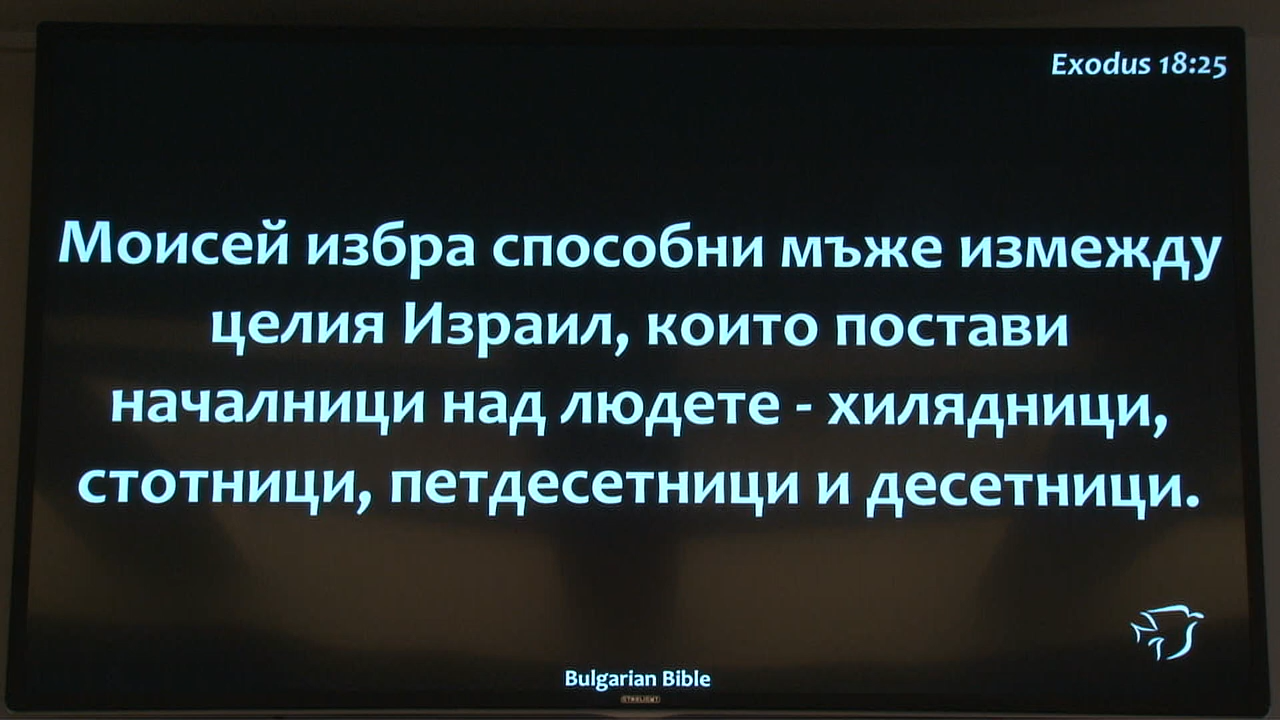 Exodus 18:25
Моисей избра способни мъже измежду
целия Израил, които постави
началници над людете - хилядници,
стотници, петдесетници и десетници.
Bulgarian Bible
STARLIGHT